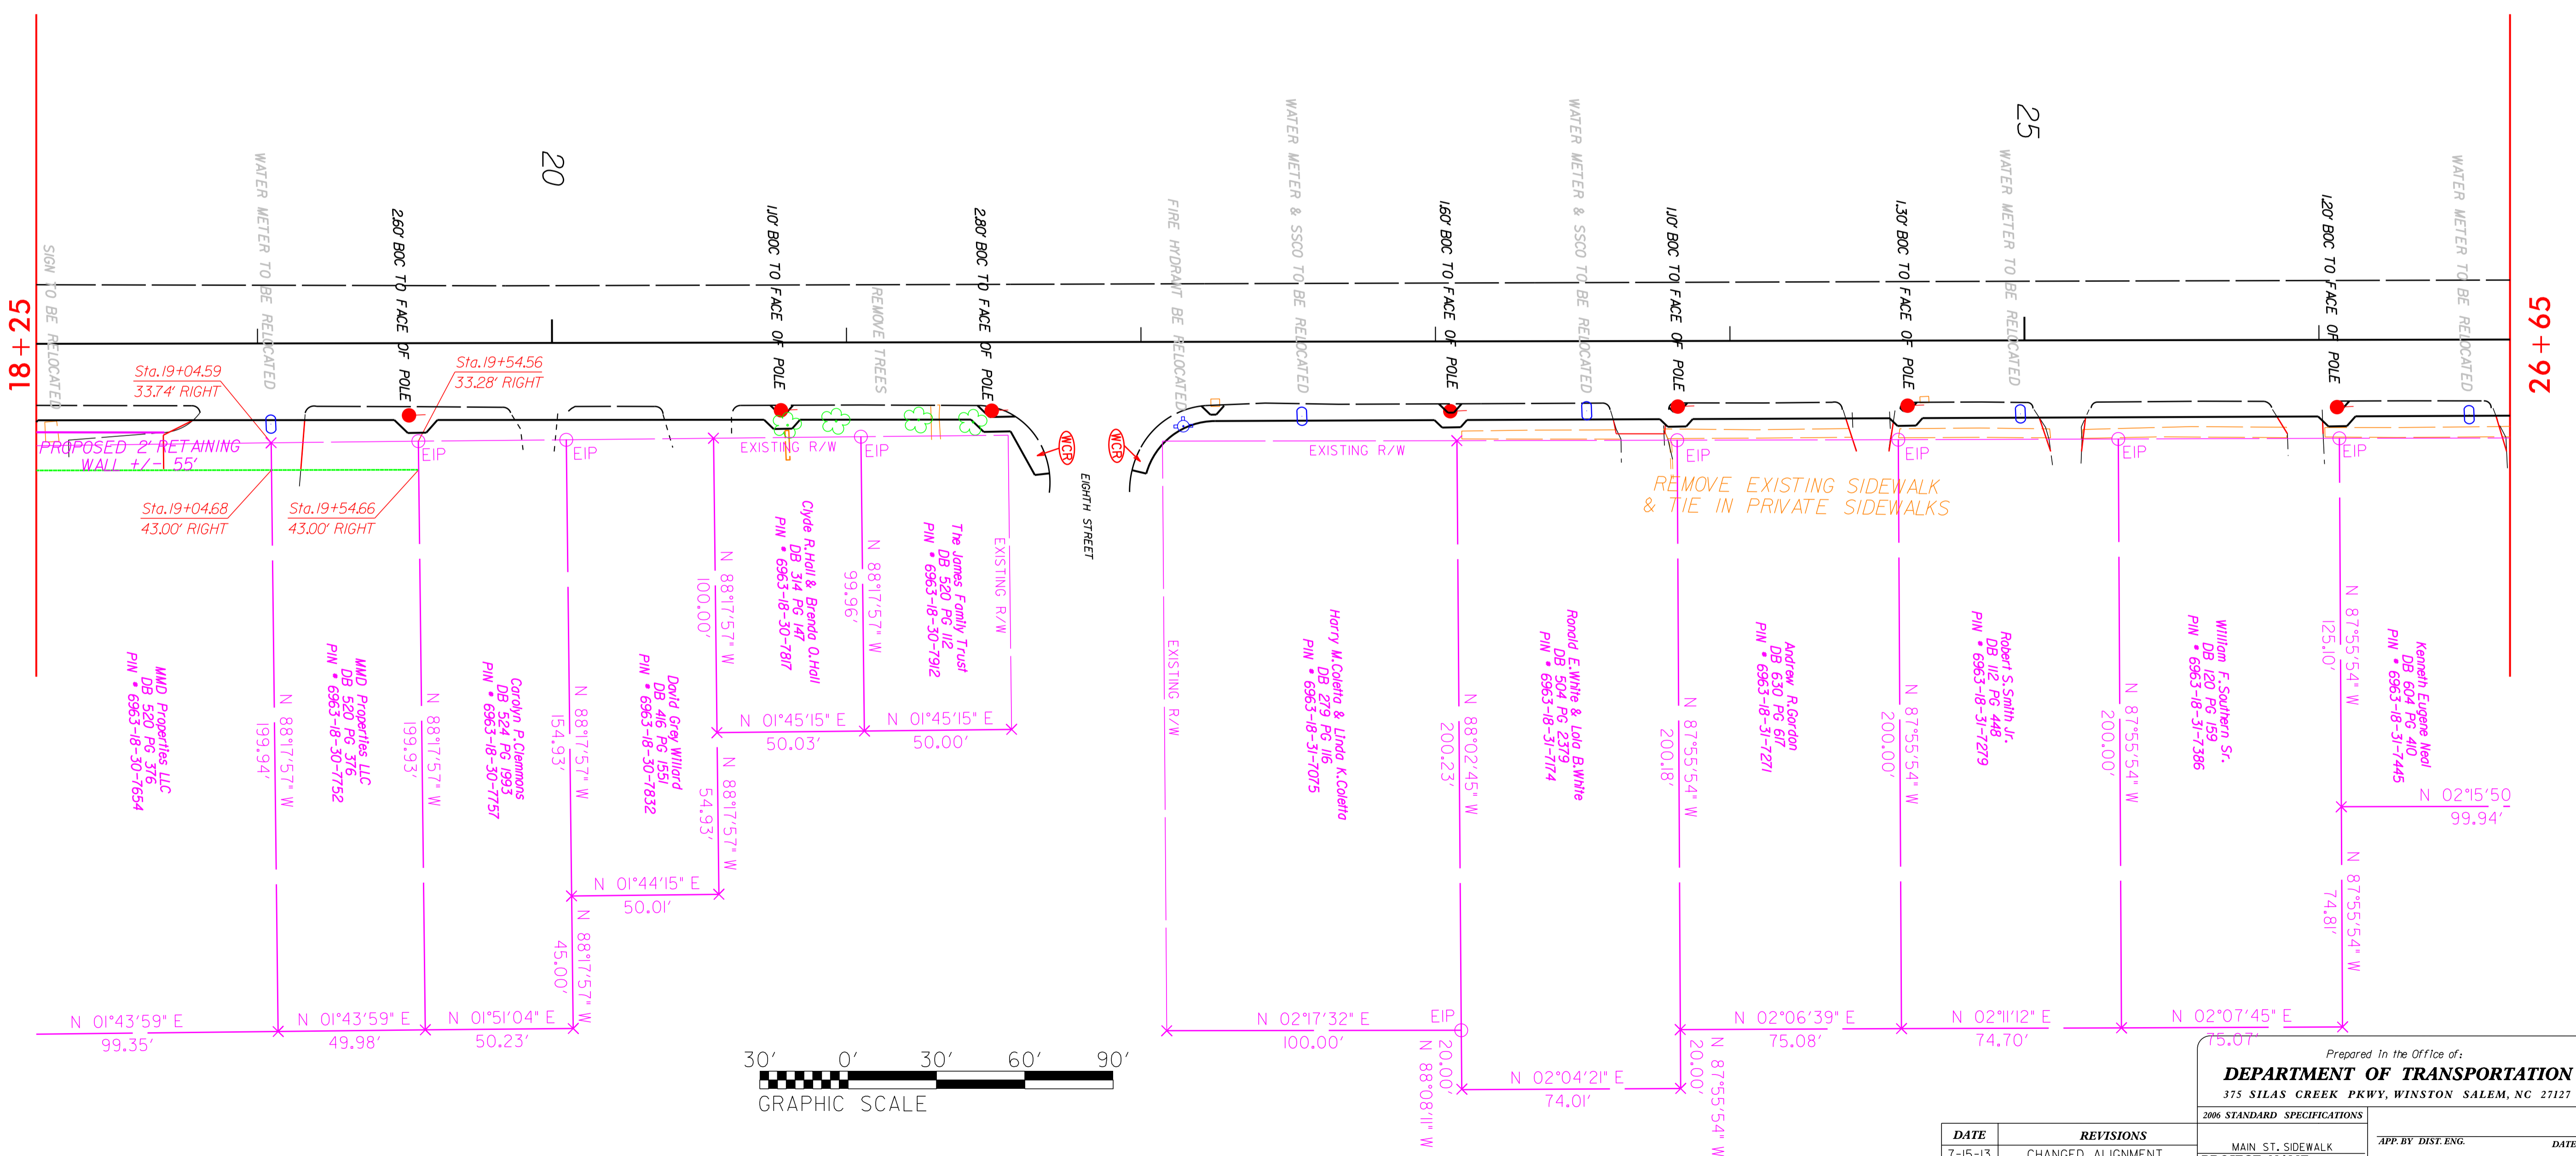 18+25
SIGN TO BE RELOCATED
WATER METER TO BE RELOCATED
2.60' BOC TO FACE OF POLE
20
1.10' BOC TO FACE OF POLE
REMOVE TREES
2.80' BOC TO FACE OF POLE
FIRE HYDRANT BE RELOCATED
WATER METER & SSCO TO BE RELOCATED
1.60' BOC TO FACE OF POLE
WATER METER & SSCO TO BE RELOCATED
1.10' BOC TO FACE OF POLE
1.30' BOC TO FACE OF POLE
WATER METER TO BE RELOCATED
25
1.20' BOC TO FACE OF POLE
WATER METER TO BE RELOCATED
26+65
Sta.19+04.59
33.74' RIGHT
Sta.19+54.56
33.28' RIGHT
PROPOSED 2' RETAINING
WALL +/- 55'
EIP
EIP
EXISTING R/W
EIP
WCR
WCR
EIGHTH STREET
EXISTING R/W
EIP
EIP
EIP
EIP
REMOVE EXISTING SIDEWALK
& TIE IN PRIVATE SIDEWALKS
Sta.19+04.68
43.00' RIGHT
Sta.19+54.66
43.00' RIGHT
MMD Properties LLC
DB 520 PG 376
PIN * 6963-18-30-7654
N 88°17'57" W
199.94'
MMD Properties LLC
DB 520 PG 376
PIN * 6963-18-30-7752
N 88°17'57" W
199.93'
Carolyn P.Clemmons
DB 524 PG 1993
PIN * 6963-18-30-7757
N 88°17'57" W
154.93'
David Grey Willard
DB 416 PG 1551
PIN * 6963-18-30-7832
N 88°17'57" W
100.00'
Clyde R.Hall & Brenda O.Hall
DB 314 PG 147
PIN * 6963-18-30-7817
N 88°17'57" W
99.96'
The James Family Trust
DB 520 PG 112
PIN * 6963-18-30-7912
EXISTING R/W
N 01°45'15" E
50.03'
N 01°45'15" E
50.00'
N 88°17'57" W
54.93'
N 01°44'15" E
50.01'
N 88°17'57" W
45.00'
EXISTING R/W
Harry M.Coletta & Linda K.Coletta
DB 279 PG 116
PIN * 6963-18-31-7075
N 88°02'45" W
200.23'
Ronald E.White & Lola B.White
DB 504 PG 2379
PIN * 6963-18-31-7174
N 87°55'54" W
200.18'
Andrew R.Gordon
DB 630 PG 617
PIN * 6963-18-31-7271
N 87°55'54" W
200.00'
Robert S.Smith Jr.
DB 112 PG 448
PIN * 6963-18-31-7279
N 87°55'54" W
200.00'
William F.Southern Sr.
DB 120 PG 159
PIN * 6963-18-31-7386
N 87°55'54" W
125.10'
Kenneth Eugene Neal
DB 604 PG 410
PIN * 6963-18-31-7445
N 02°15'50
99.94'
N 87°55'54" W
74.81'
N 01°43'59" E
99.35'
N 01°43'59" E
49.98'
N 01°51'04" E
50.23'
N 02°17'32" E
100.00'
EIP
20.00'
N 88°08'11" W
N 02°04'21" E
74.01'
20.00'
N 87°55'54" W
N 02°06'39" E
75.08'
N 02°11'12" E
74.70'
N 02°07'45" E
75.07'
30' 0' 30' 60' 90'
GRAPHIC SCALE
Prepared in the Office of:
DEPARTMENT OF TRANSPORTATION
375 SILAS CREEK PKWY, WINSTON SALEM, NC 27127
2006 STANDARD SPECIFICATIONS
MAIN ST. SIDEWALK
APP. BY DIST. ENG. DATE
DATE REVISIONS
7-15-13 CHANGED ALIGNMENT